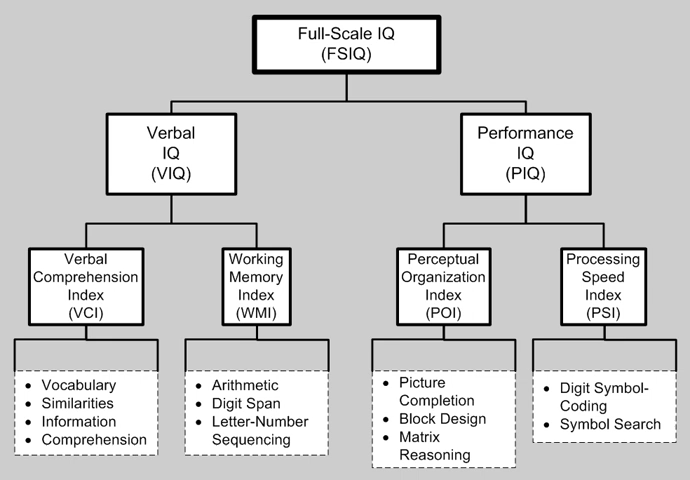 Full-Scale IQ
(FSIQ)
Verbal
IQ
(VIQ)
Performance
IQ
(PIQ)
Verbal
Comprehension
Index
(VCI)
Working
Memory
Index
(WMI)
Perceptual
Organization
Index
(POI)
Processing
Speed
Index
(PSI)
• Vocabulary
• Similarities
• Information
• Comprehension
• Arithmetic
• Digit Span
• Letter-Number
Sequencing
• Picture
Completion
• Block Design
• Matrix
Reasoning
• Digit Symbol-
Coding
• Symbol Search